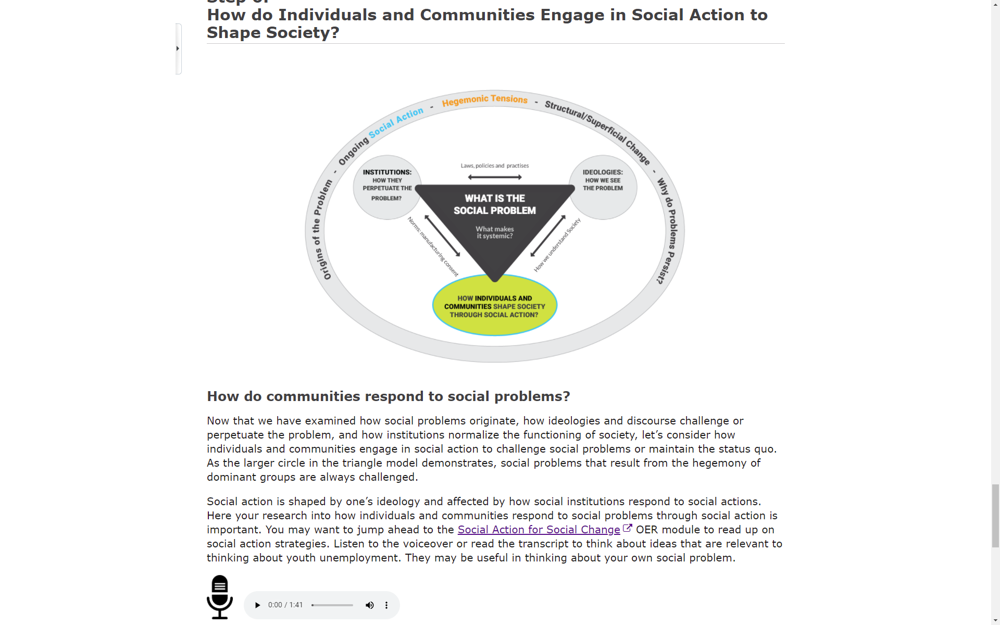 Step 6:
How do Individuals and Communities Engage in Social Action to
Shape Society?
Origins of the Problem - Ongoing Social Action - Hegemonic Tensions - Structural/Superficial Change - Why do Problems Persist?
INSTITUTIONS:
HOW THEY
PERPETUATE THE
PROBLEM?
Laws, policies and practises
IDEOLOGIES:
HOW WE SEE
THE PROBLEM
WHAT IS THE
SOCIAL PROBLEM
What makes
it systemic?
Norms: manufacturing consent
How we understand Society
HOW INDIVIDUALS AND
COMMUNITIES SHAPE SOCIETY
THROUGH SOCIAL ACTION?
How do communities respond to social problems?
Now that we have examined how social problems originate, how ideologies and discourse challenge or
perpetuate the problem, and how institutions normalize the functioning of society, let’s consider how
individuals and communities engage in social action to challenge social problems or maintain the status quo.
As the larger circle in the triangle model demonstrates, social problems that result from the hegemony of
dominant groups are always challenged.
Social action is shaped by one’s ideology and affected by how social institutions respond to social actions.
Here your research into how individuals and communities respond to social problems through social action is
important. You may want to jump ahead to the Social Action for Social Change OER module to read up on
social action strategies. Listen to the voiceover or read the transcript to think about ideas that are relevant to
thinking about youth unemployment. They may be useful in thinking about your own social problem.
0:00 / 1:41